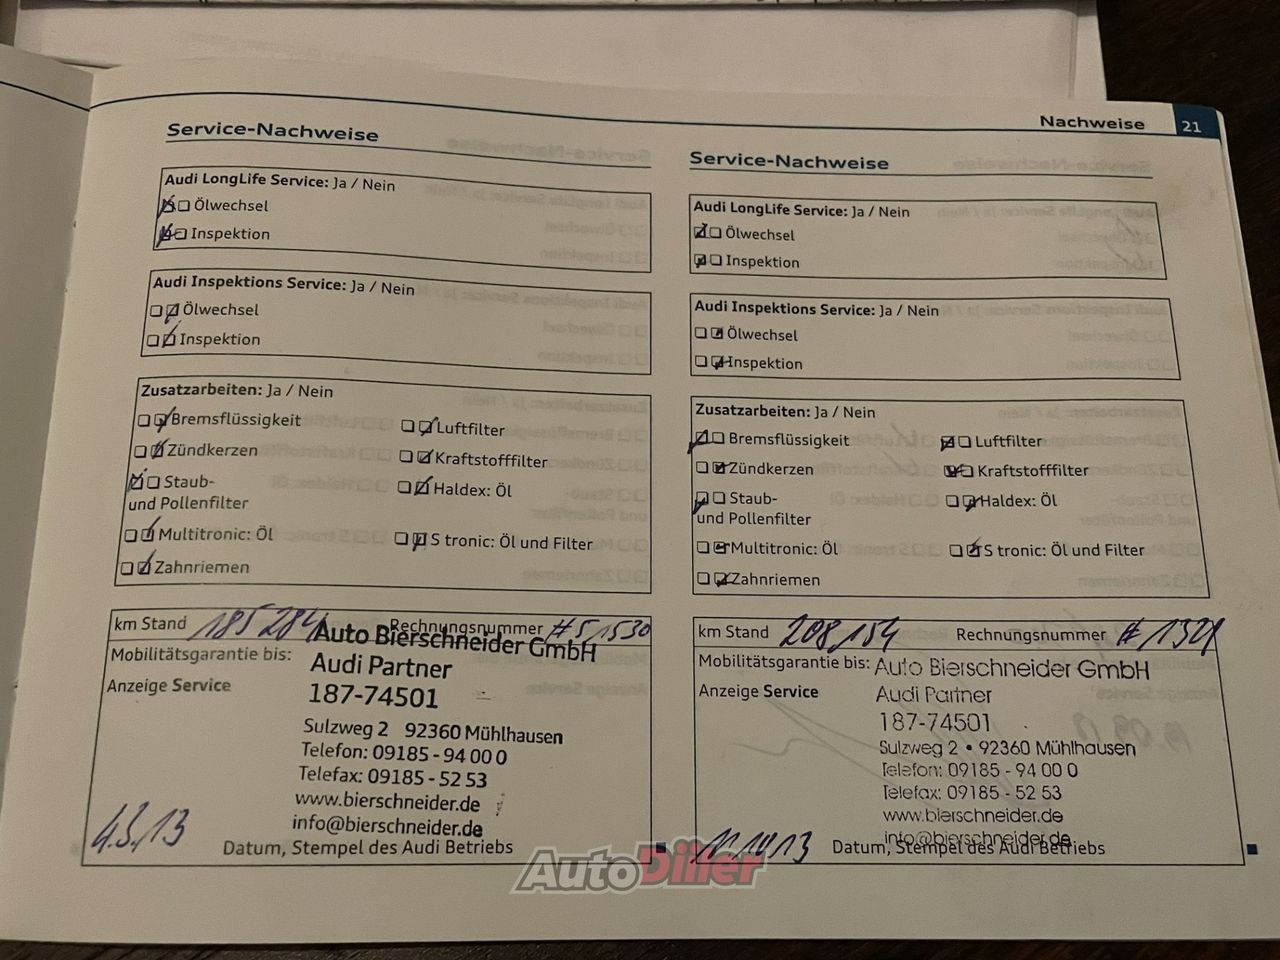 Nachweise 21
Service-Nachweise
Audi LongLife Service: Ja / Nein
Ölwechsel
Inspektion
Audi Inspektions Service: Ja / Nein
Ölwechsel
Inspektion
Zusatzarbeiten: Ja / Nein
Bremsflüssigkeit Luftfilter
Zündkerzen Kraftstofffilter
Staub- Haldex: Öl
und Pollenfilter
Multitronic: Öl S tronic: Öl und Filter
Zahnriemen
km Stand 185 284 Rechnungsnummer #51530
Mobilitätsgarantie bis: Auto Bierschneider GmbH
Anzeige Service Audi Partner
187-74501
Sulzweg 2 92360 Mühlhausen
Telefon: 09185 - 94 00 0
Telefax: 09185 - 52 53
www.bierschneider.de
info@bierschneider.de
4.3.13 Datum, Stempel des Audi Betriebs
Service-Nachweise
Audi LongLife Service: Ja / Nein
Ölwechsel
Inspektion
Audi Inspektions Service: Ja / Nein
Ölwechsel
Inspektion
Zusatzarbeiten: Ja / Nein
Bremsflüssigkeit Luftfilter
Zündkerzen Kraftstofffilter
Staub- Haldex: Öl
und Pollenfilter
Multitronic: Öl S tronic: Öl und Filter
Zahnriemen
km Stand 208 154 Rechnungsnummer
Mobilitätsgarantie bis: Auto Bierschneider GmbH
Anzeige Service Audi Partner
187-74501
Sulzweg 2 • 92360 Mühlhausen
Telefon: 09185 - 94 00 0
Telefax: 09185 - 52 53
www.bierschneider.de
info@bierschneider.de
11.10.13 Datum, Stempel des Audi Betriebs
AutoDiler